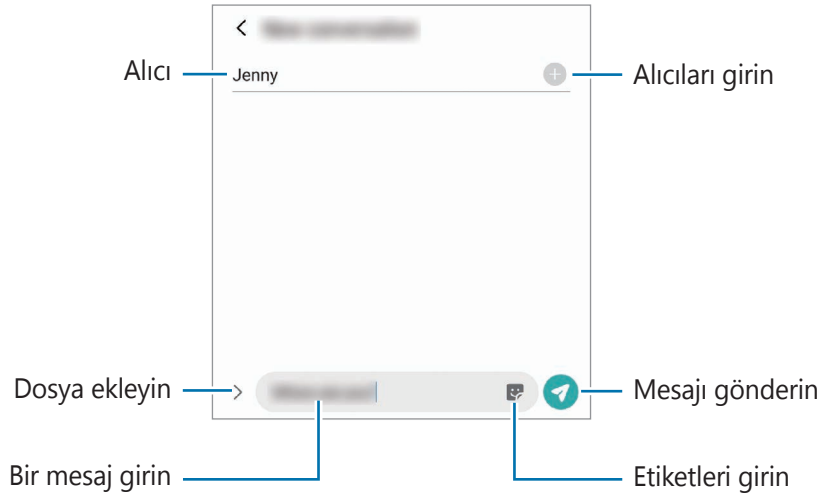 Alıcı
Jenny
Alıcıları girin
Dosya ekleyin
Mesajı gönderin
Bir mesaj girin
Etiketleri girin